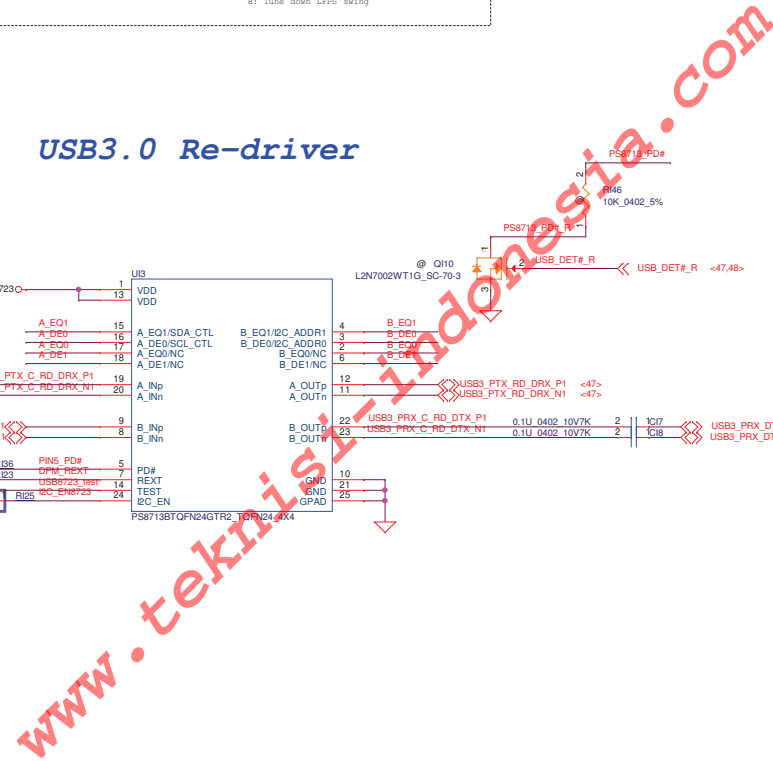 H: Tune down LFPS swing
USB3.0 Re-driver
PS8713_PD#
2
@
RI46
10K_0402_5%
1
PS8713_PD#_R
@ QI10
L2N7002WT1G_SC-70-3
1
2
3
USB_DET#_R
USB_DET#_R <47,48>
UI3
723
1 VDD
13 VDD
A_EQ1 15 A_EQ1/SDA_CTL B_EQ1/I2C_ADDR1 4 B_EQ1
A_DE0 16 A_DE0/SCL_CTL B_DE0/I2C_ADDR0 3 B_DE0
A_EQ0 17 A_EQ0/NC B_EQ0/NC 2 B_EQ0
A_DE1 18 A_DE1/NC B_DE1/NC 6 B_DE1
_PTX_C_RD_DRX_P1 19 A_INp A_OUTp 12 USB3_PTX_RD_DRX_P1 <47>
_PTX_C_RD_DRX_N1 20 A_INn A_OUTn 11 USB3_PTX_RD_DRX_N1 <47>
9 B_INp B_OUTp 22 USB3_PRX_C_RD_DTX_P1 0.1U_0402_10V7K 2 1 CI7 USB3_PRX_DT
8 B_INn B_OUTn 23 USB3_PRX_C_RD_DTX_N1 0.1U_0402_10V7K 2 1 CI8 USB3_PRX_DT
RI36 PIN5_PD# 5 PD# GND 10
RI23 DPM_REXT 7 REXT GND 21
USB8723_test 14 TEST GPAD 25
RI25 I2C_EN8723 24 I2C_EN
PS8713BTQFN24GTR2_TQFN24_4X4
www.teknisi-indonesia.com